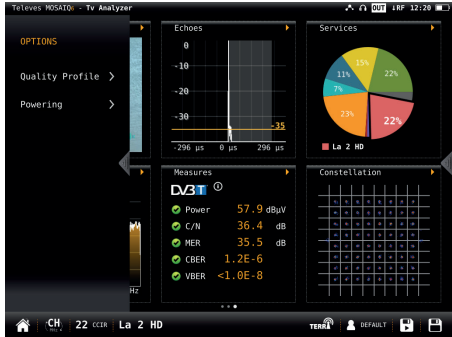 Televes MOSAIQ6 - Tv Analyzer
OUT ↓RF 12:20
OPTIONS
Quality Profile >
Powering >
Echoes
0
-10
-20
-30
-35
-296 µs 0 µs 296 µs
Services
15%
22%
11%
7%
23%
22%
La 2 HD
Hz
Measures
DVB T
Power 57.9 dBµV
C/N 36.4 dB
MER 35.5 dB
CBER 1.2E-6
VBER <1.0E-8
Constellation
CH
22 CCIR La 2 HD
TERRA
DEFAULT